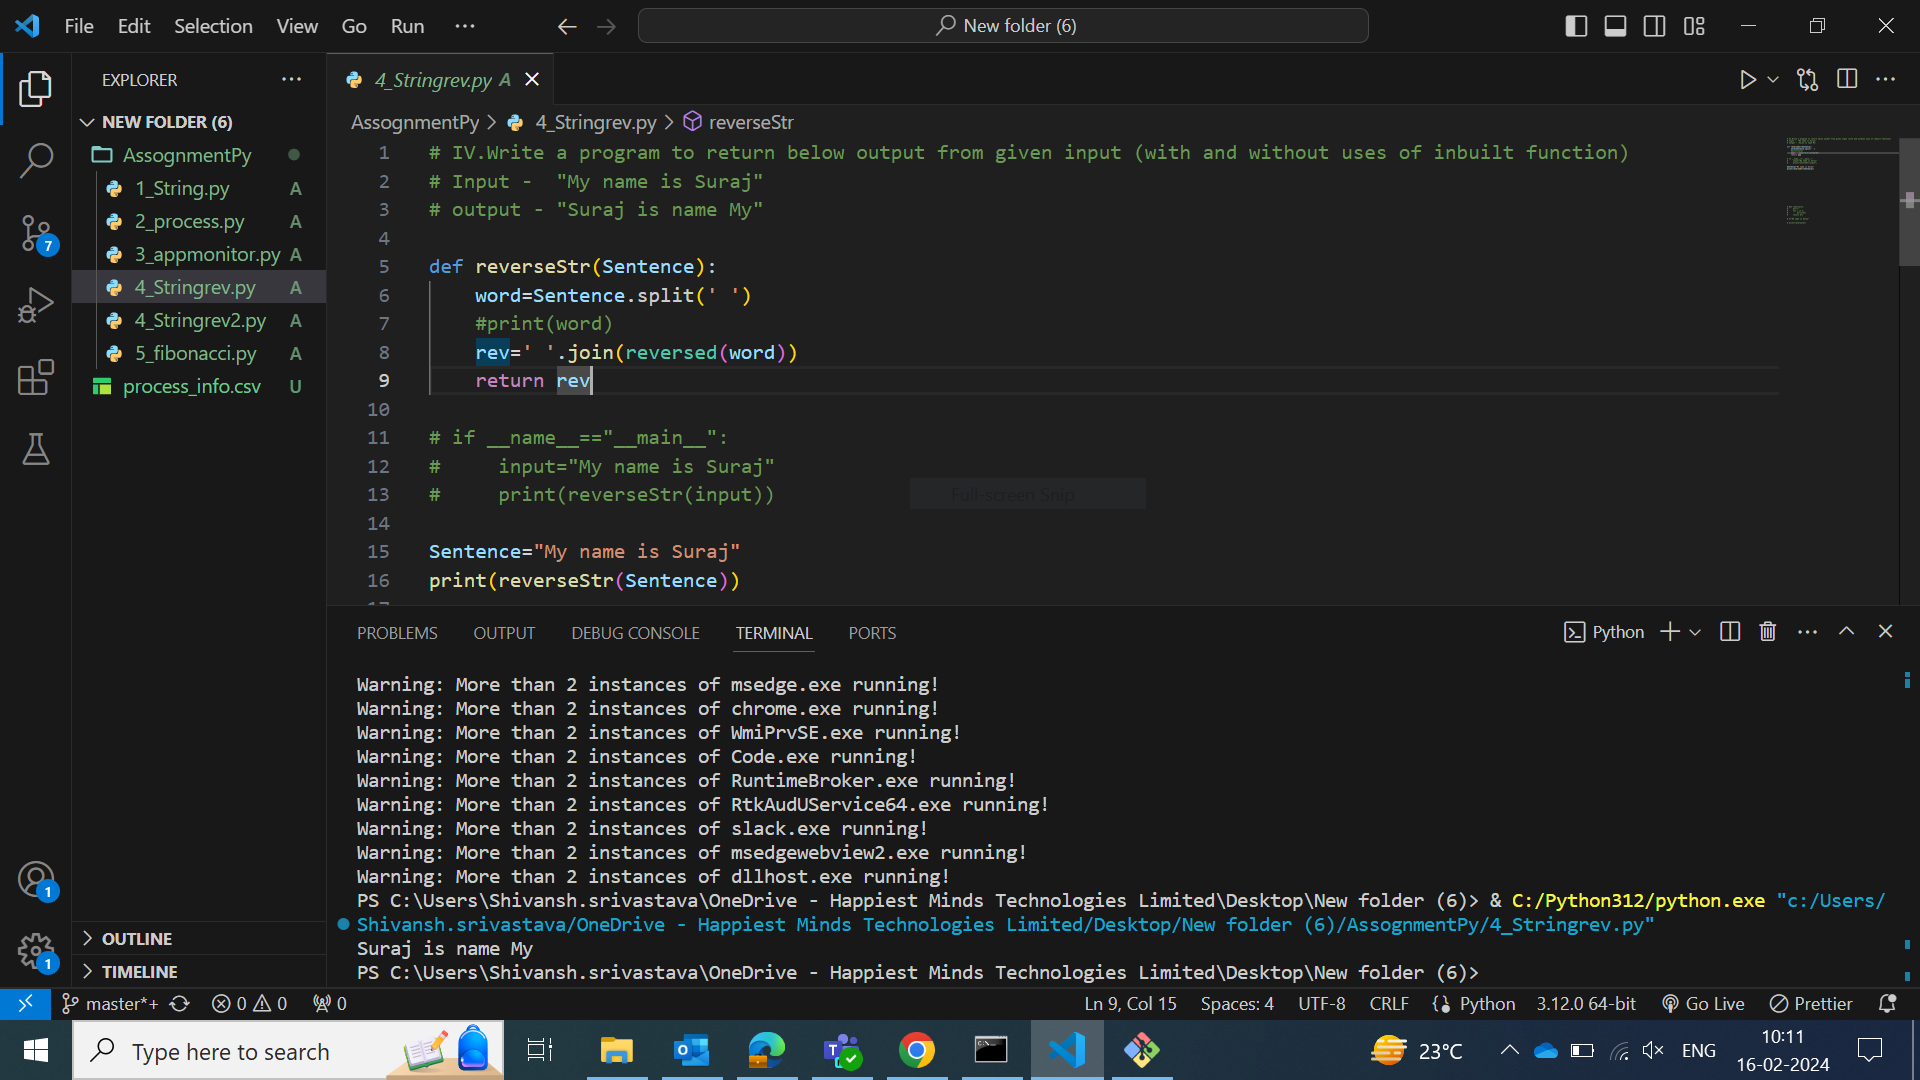 File Edit Selection View Go Run ···
New folder (6)
EXPLORER
NEW FOLDER (6)
AssognmentPy
1_String.py A
2_process.py A
3_appmonitor.py A
4_Stringrev.py A
4_Stringrev2.py A
5_fibonacci.py A
process_info.csv U
7
1
1
OUTLINE
TIMELINE
4_Stringrev.py A
AssognmentPy > 4_Stringrev.py > reverseStr
1 # IV.Write a program to return below output from given input (with and without uses of inbuilt function)
2 # Input -  "My name is Suraj"
3 # output - "Suraj is name My"
4
5 def reverseStr(Sentence):
6     word=Sentence.split(' ')
7     #print(word)
8     rev=' '.join(reversed(word))
9     return rev
10
11 # if __name__=="__main__":
12 #     input="My name is Suraj"
13 #     print(reverseStr(input))
14
15 Sentence="My name is Suraj"
16 print(reverseStr(Sentence))
Full-screen Snip
PROBLEMS OUTPUT DEBUG CONSOLE TERMINAL PORTS
Python
Warning: More than 2 instances of msedge.exe running!
Warning: More than 2 instances of chrome.exe running!
Warning: More than 2 instances of WmiPrvSE.exe running!
Warning: More than 2 instances of Code.exe running!
Warning: More than 2 instances of RuntimeBroker.exe running!
Warning: More than 2 instances of RtkAudUService64.exe running!
Warning: More than 2 instances of slack.exe running!
Warning: More than 2 instances of msedgewebview2.exe running!
Warning: More than 2 instances of dllhost.exe running!
PS C:\Users\Shivansh.srivastava\OneDrive - Happiest Minds Technologies Limited\Desktop\New folder (6)> & C:/Python312/python.exe "c:/Users/
Shivansh.srivastava/OneDrive - Happiest Minds Technologies Limited/Desktop/New folder (6)/AssognmentPy/4_Stringrev.py"
Suraj is name My
PS C:\Users\Shivansh.srivastava\OneDrive - Happiest Minds Technologies Limited\Desktop\New folder (6)>
master*+ 0 0 0 Ln 9, Col 15 Spaces: 4 UTF-8 CRLF Python 3.12.0 64-bit Go Live Prettier
Type here to search
23°C
ENG
10:11
16-02-2024